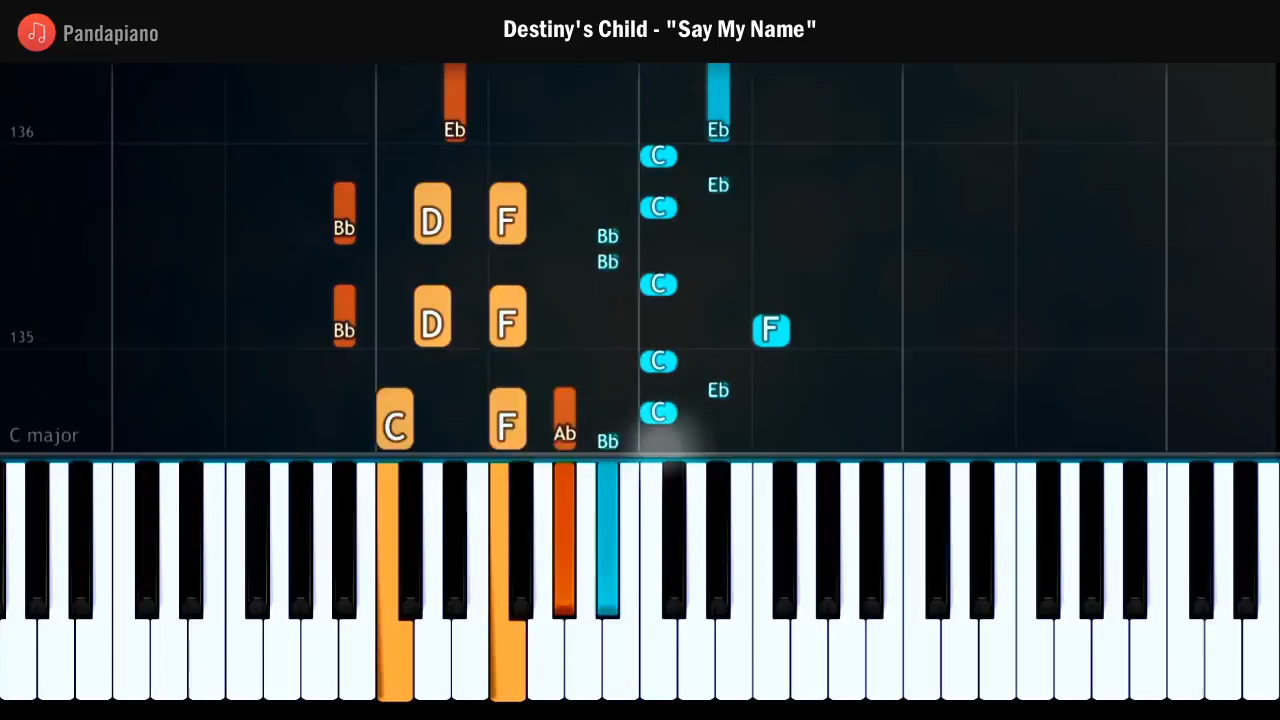 Pandapiano
Destiny's Child - "Say My Name"
Eb Eb
136
C
Eb
C
Bb D F
Bb
Bb
C
Bb D F F
135
C
Eb
C
C F Ab
C major
Bb